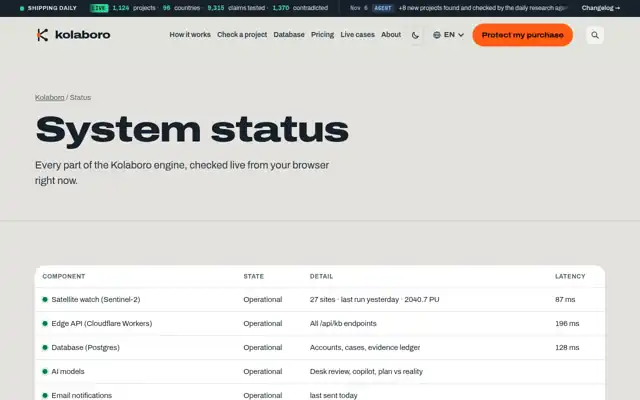 SHIPPING DAILY LIVE 1,124 projects · 96 countries · 9,315 claims tested · 1,370 contradicted Nov 6 AGENT +8 new projects found and checked by the daily research age Changelog →
kolaboro How it works Check a project Database Pricing Live cases About EN Protect my purchase
Kolaboro / Status
System status
Every part of the Kolaboro engine, checked live from your browser
right now.
COMPONENT STATE DETAIL LATENCY
Satellite watch (Sentinel-2) Operational 27 sites · last run yesterday · 2040.7 PU 87 ms
Edge API (Cloudflare Workers) Operational All /api/kb endpoints 196 ms
Database (Postgres) Operational Accounts, cases, evidence ledger 128 ms
AI models Operational Desk review, copilot, plan vs reality
Email notifications Operational last sent today